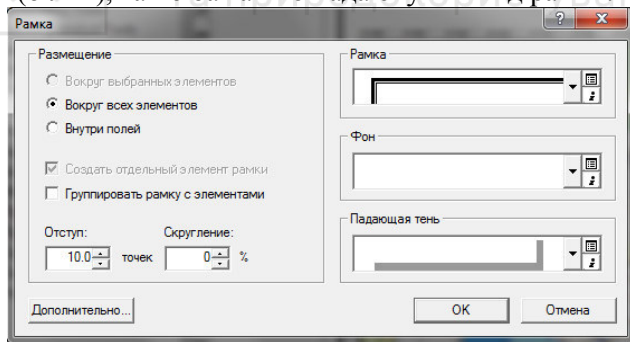 Рамка
Размещение
Вокруг выбранных элементов
Вокруг всех элементов
Внутри полей
Создать отдельный элемент рамки
Группировать рамку с элементами
Отступ: Скругление:
10.0 точек 0 %
Рамка
Фон
Падающая тень
Дополнительно...
OK Отмена